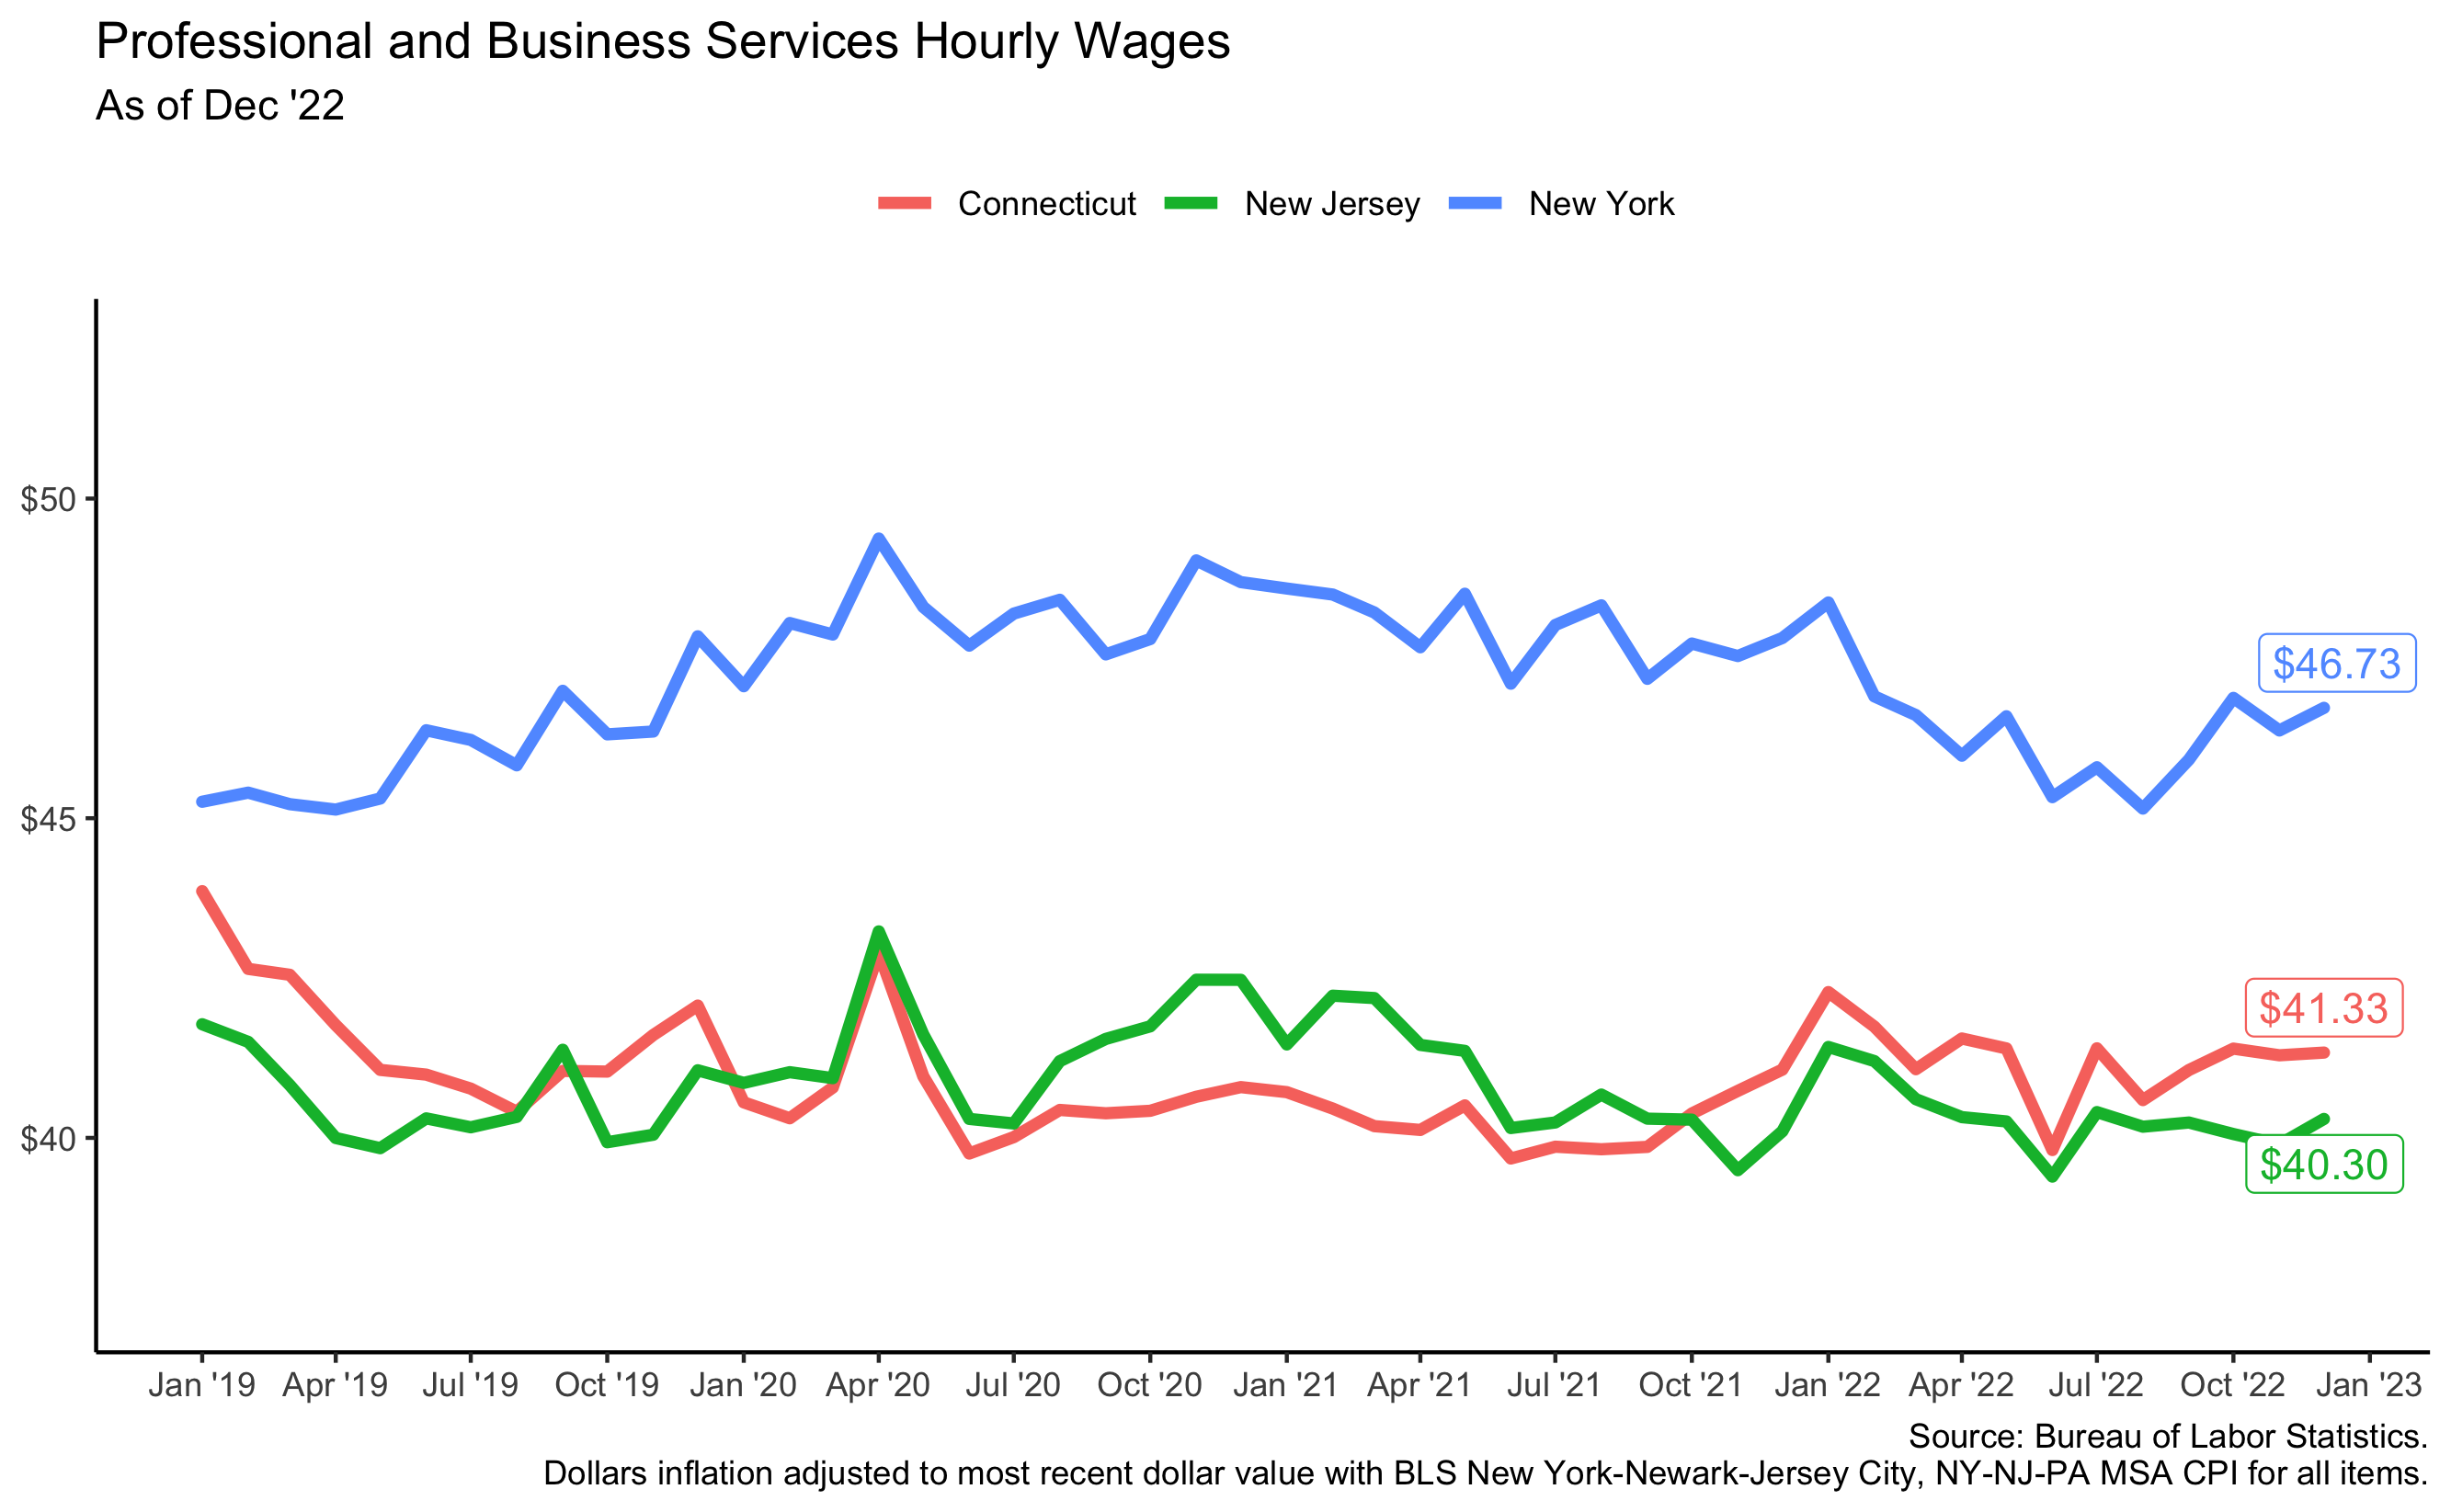 Professional and Business Services Hourly Wages
As of Dec '22
Connecticut New Jersey New York
$50
$46.73
$45
$41.33
$40
$40.30
Jan '19 Apr '19 Jul '19 Oct '19 Jan '20 Apr '20 Jul '20 Oct '20 Jan '21 Apr '21 Jul '21 Oct '21 Jan '22 Apr '22 Jul '22 Oct '22 Jan '23
Source: Bureau of Labor Statistics.
Dollars inflation adjusted to most recent dollar value with BLS New York-Newark-Jersey City, NY-NJ-PA MSA CPI for all items.